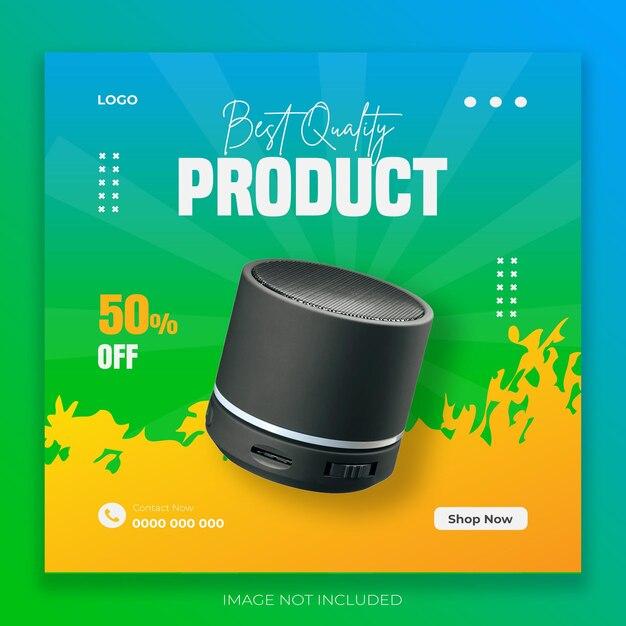 LOGO
Best Quality
PRODUCT
50%
OFF
Contact Now
0000 000 000
Shop Now
IMAGE NOT INCLUDED